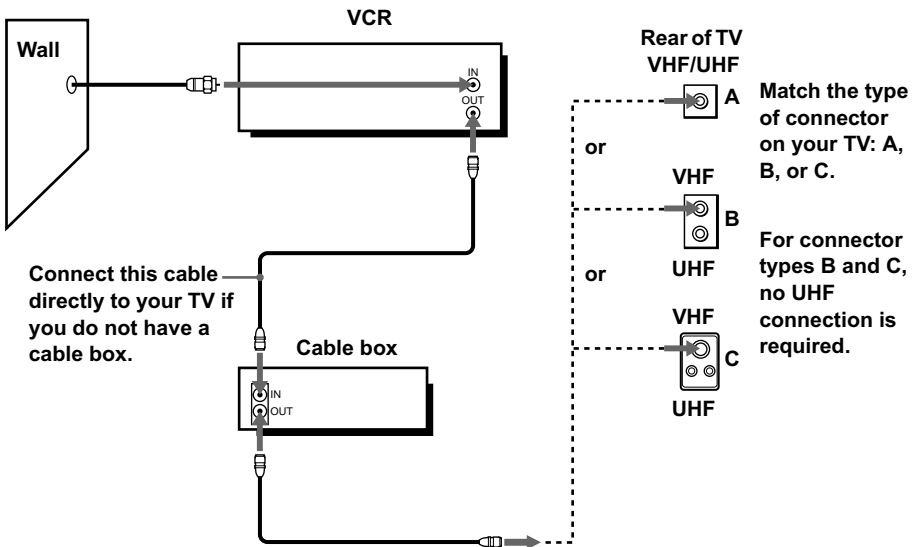 VCR
Wall
IN
OUT
Rear of TV
VHF/UHF
A
Match the type
of connector
on your TV: A,
B, or C.
or
VHF
B
UHF
For connector
types B and C,
no UHF
connection is
required.
or
VHF
C
UHF
Connect this cable
directly to your TV if
you do not have a
cable box.
Cable box
IN
OUT